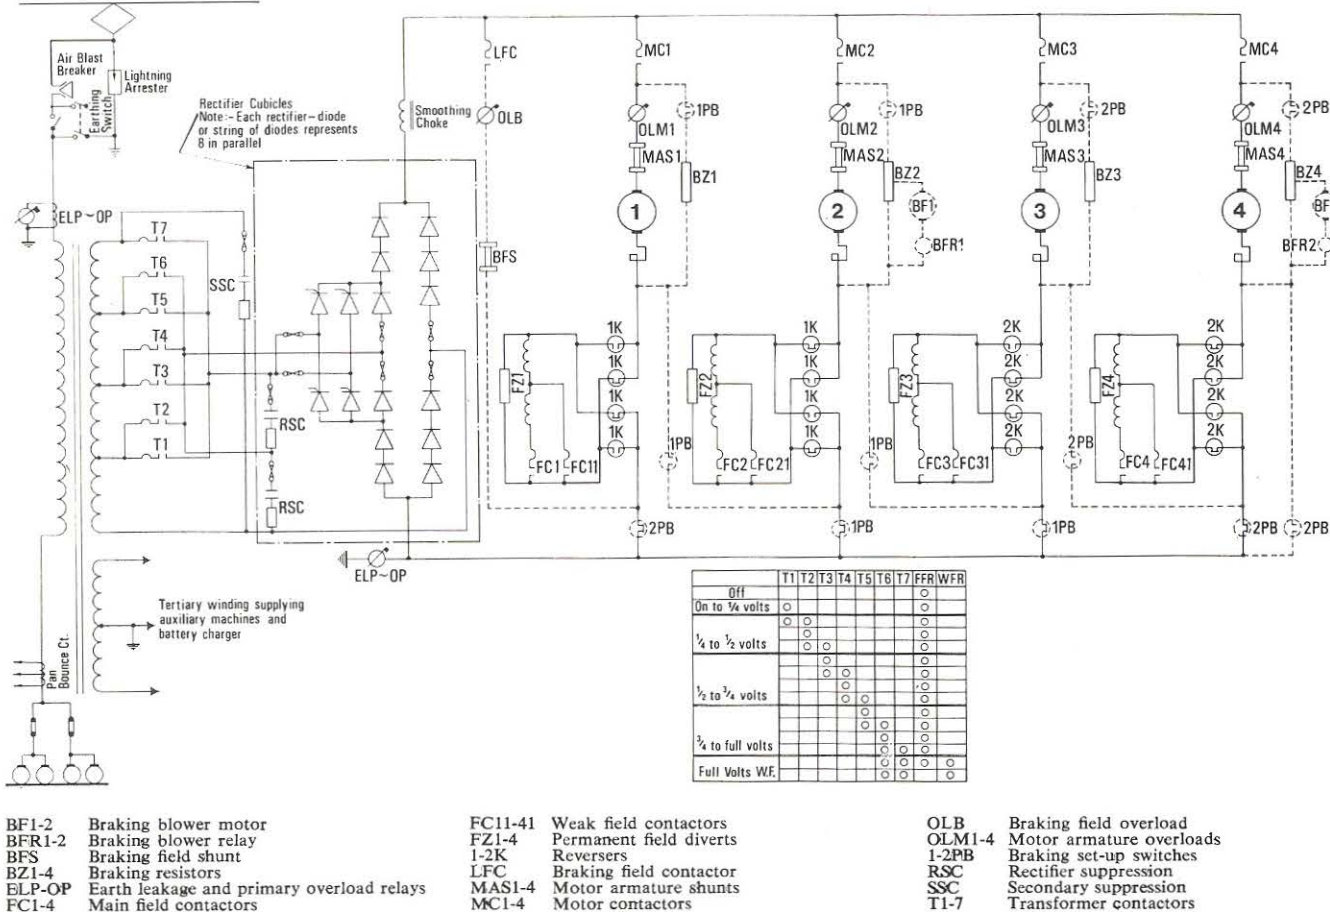 Air Blast
Breaker
Lightning
Arrester
Earthing
Switch
Rectifier Cubicles
Note:- Each rectifier-diode
or string of diodes represents
8 in parallel
Smoothing
Choke
LFC
OLB
BFS
MC1
MC2
MC3
MC4
1PB
1PB
2PB
2PB
OLM1
OLM2
OLM3
OLM4
MAS1
MAS2
MAS3
MAS4
BZ1
BZ2
BZ3
BZ4
1
2
3
4
BF1
BF
BFR1
BFR2
ELP~OP
T7
T6
T5
T4
T3
T2
T1
SSC
RSC
RSC
1K
1K
1K
1K
1K
1K
1K
1K
2K
2K
2K
2K
2K
2K
2K
2K
FZ1
FZ2
FZ3
FZ4
FC1
FC11
FC2
FC21
FC3
FC31
FC4
FC41
1PB
1PB
2PB
2PB
1PB
1PB
2PB
2PB
ELP~OP
Tertiary winding supplying
auxiliary machines and
battery charger
Pan
Bounce Ct.
T1 T2 T3 T4 T5 T6 T7 FFR WFR
Off
On to ¼ volts
¼ to ½ volts
½ to ¾ volts
¾ to full volts
Full Volts W.F.
BF1-2 Braking blower motor
BFR1-2 Braking blower relay
BFS Braking field shunt
BZ1-4 Braking resistors
ELP-OP Earth leakage and primary overload relays
FC1-4 Main field contactors
FC11-41 Weak field contactors
FZ1-4 Permanent field diverts
1-2K Reversers
LFC Braking field contactor
MAS1-4 Motor armature shunts
MC1-4 Motor contactors
OLB Braking field overload
OLM1-4 Motor armature overloads
1-2PB Braking set-up switches
RSC Rectifier suppression
SSC Secondary suppression
T1-7 Transformer contactors